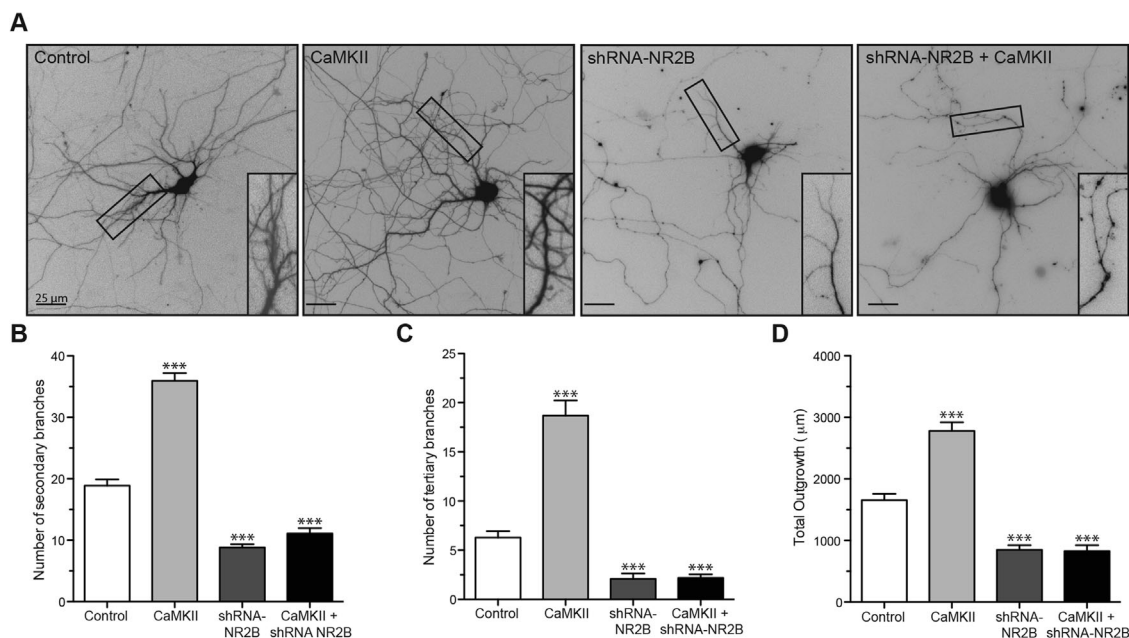 A
Control
CaMKII
shRNA-NR2B
shRNA-NR2B + CaMKII
25 μm
B
Number of secondary branches
40
30
20
10
0
***
***
***
Control
CaMKII
shRNA-
NR2B
CaMKII +
shRNA NR2B
C
Number of tertiary branches
25
20
15
10
5
0
***
***
***
Control
CaMKII
shRNA-
NR2B
CaMKII +
shRNA-NR2B
D
Total Outgrowth ( μm)
4000
3000
2000
1000
0
***
***
***
Control
CaMKII
shRNA-
NR2B
CaMKII +
shRNA-NR2B